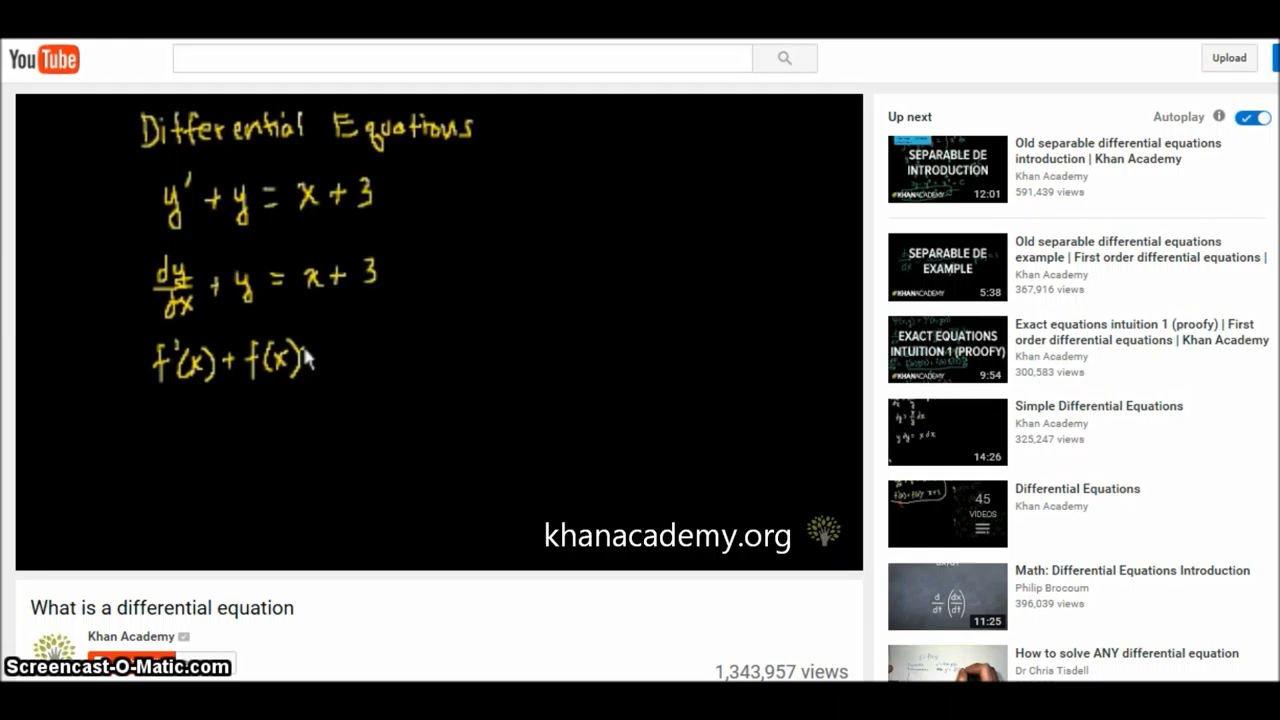 YouTube
Upload
Differential Equations
y' + y = x + 3
dy/dx + y = x + 3
f'(x) + f(x)
khanacademy.org
What is a differential equation
Khan Academy
1,343,957 views
Screencast-O-Matic.com
Up next
Autoplay
SEPARABLE DE
INTRODUCTION
KHANACADEMY
12:01
Old separable differential equations
introduction | Khan Academy
Khan Academy
591,439 views
SEPARABLE DE
EXAMPLE
KHANACADEMY
5:38
Old separable differential equations
example | First order differential equations |
Khan Academy
367,916 views
EXACT EQUATIONS
INTUITION 1 (PROOFY)
KHANACADEMY
9:54
Exact equations intuition 1 (proofy) | First
order differential equations | Khan Academy
300,583 views
14:26
Simple Differential Equations
Khan Academy
325,247 views
45
VIDEOS
Differential Equations
Khan Academy
d/dt (dx/dt)
11:25
Math: Differential Equations Introduction
Philip Brocoum
396,039 views
How to solve ANY differential equation
Dr Chris Tisdell